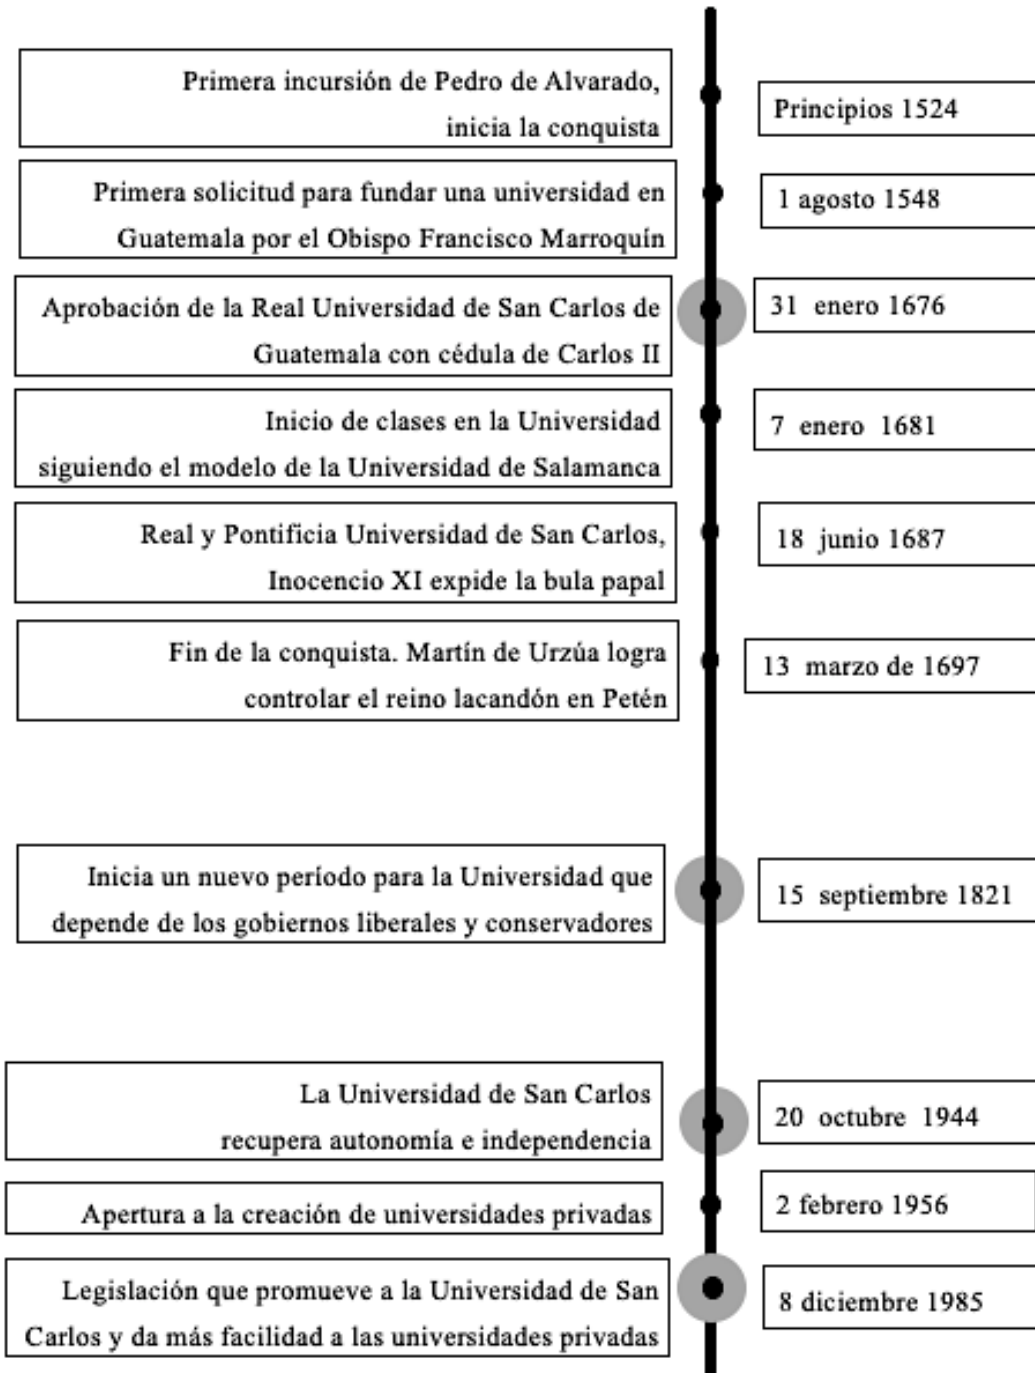 Primera incursión de Pedro de Alvarado,
inicia la conquista
Principios 1524
Primera solicitud para fundar una universidad en
Guatemala por el Obispo Francisco Marroquín
1 agosto 1548
Aprobación de la Real Universidad de San Carlos de
Guatemala con cédula de Carlos II
31 enero 1676
Inicio de clases en la Universidad
siguiendo el modelo de la Universidad de Salamanca
7 enero 1681
Real y Pontificia Universidad de San Carlos,
Inocencio XI expide la bula papal
18 junio 1687
Fin de la conquista. Martín de Urzúa logra
controlar el reino lacandón en Petén
13 marzo de 1697
Inicia un nuevo período para la Universidad que
depende de los gobiernos liberales y conservadores
15 septiembre 1821
La Universidad de San Carlos
recupera autonomía e independencia
20 octubre 1944
Apertura a la creación de universidades privadas
2 febrero 1956
Legislación que promueve a la Universidad de San
Carlos y da más facilidad a las universidades privadas
8 diciembre 1985